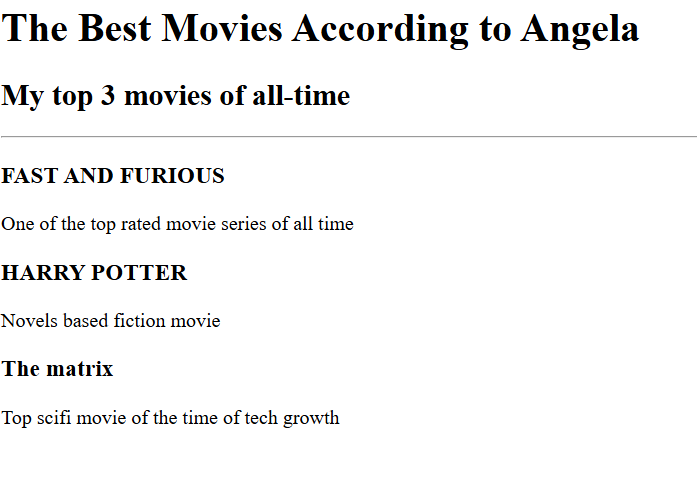 The Best Movies According to Angela
My top 3 movies of all-time
FAST AND FURIOUS
One of the top rated movie series of all time
HARRY POTTER
Novels based fiction movie
The matrix
Top scifi movie of the time of tech growth